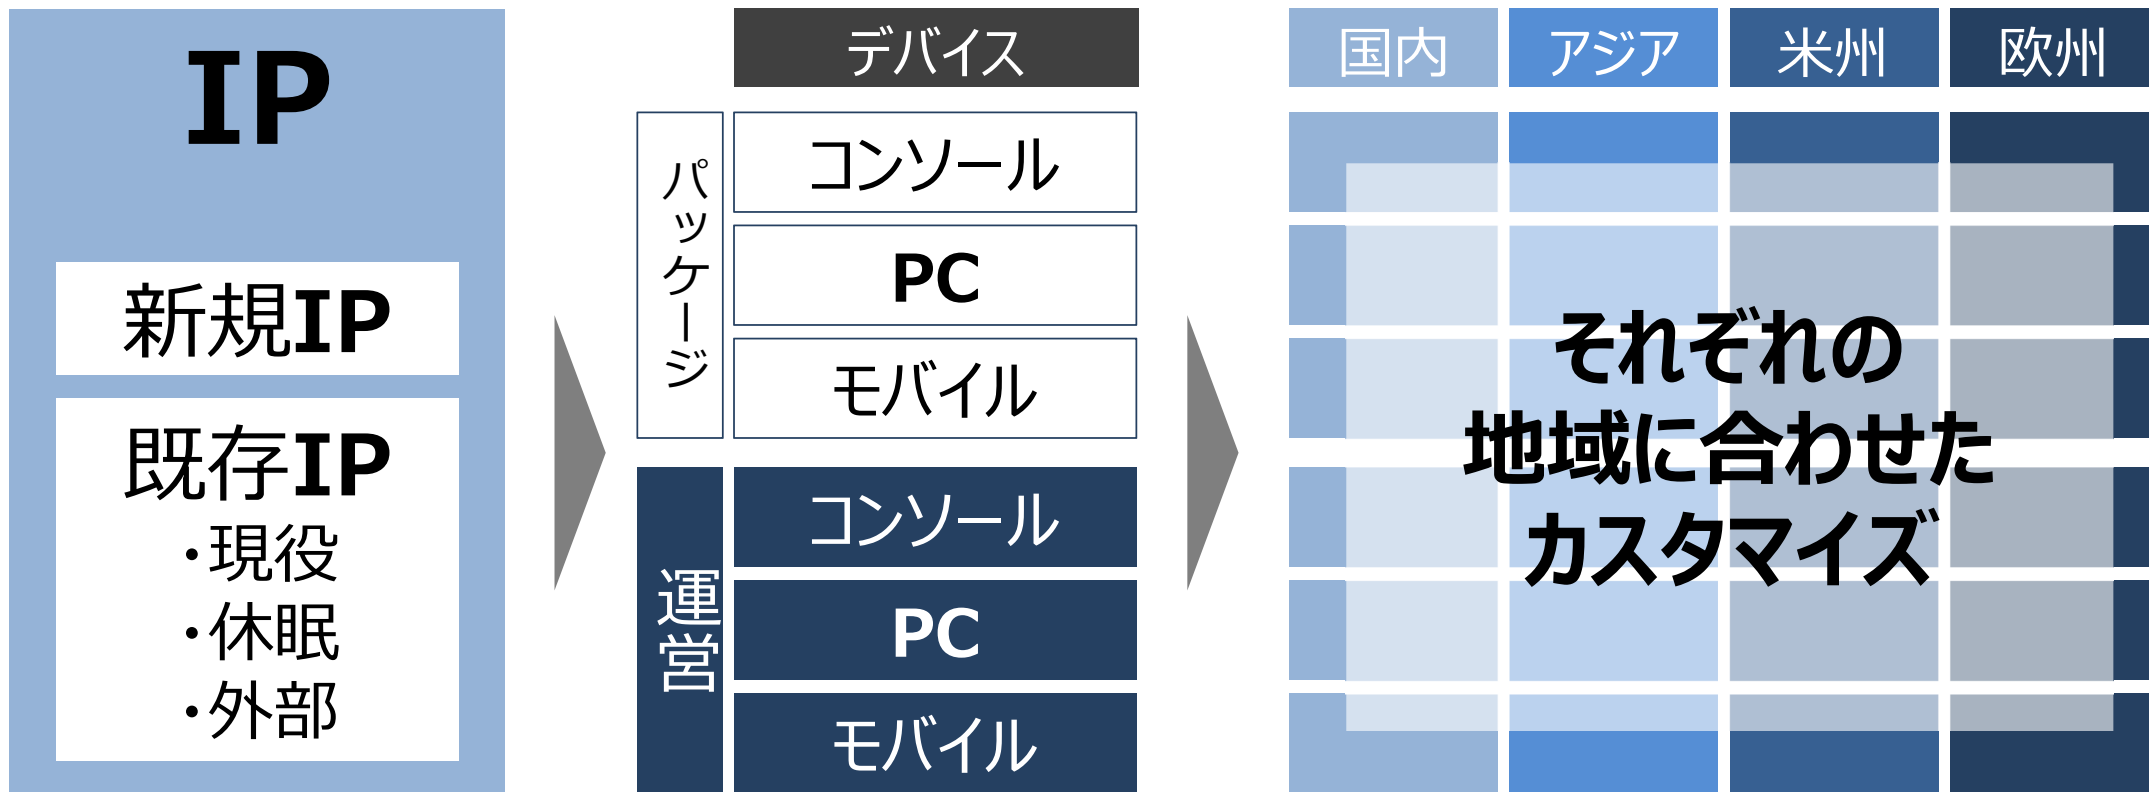 IP
新規IP
既存IP
・現役
・休眠
・外部
デバイス
パッケージ
コンソール
PC
モバイル
運営
コンソール
PC
モバイル
国内
アジア
米州
欧州
それぞれの
地域に合わせた
カスタマイズ